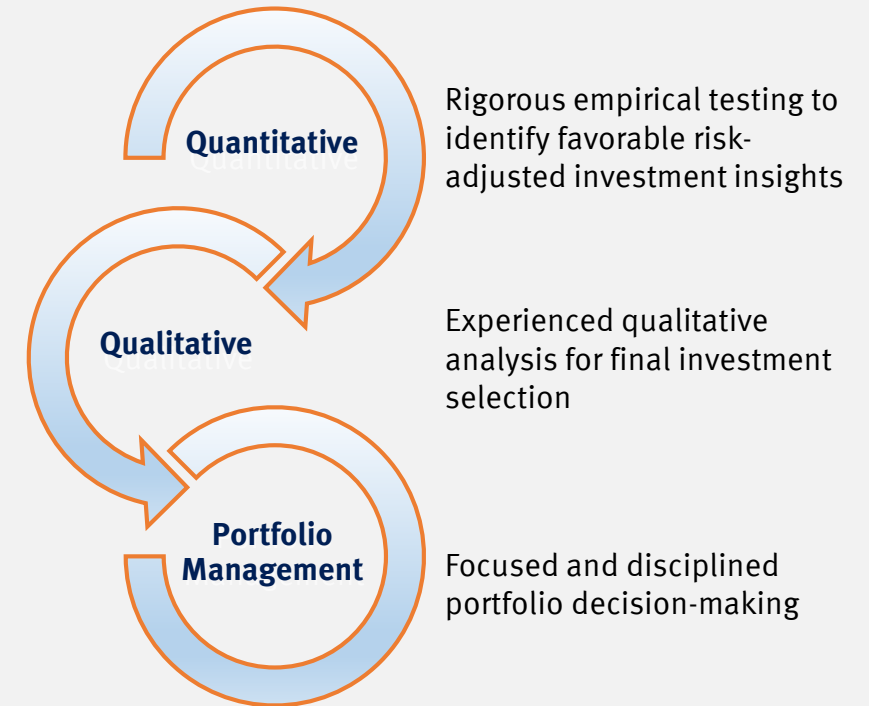 Quantitative
Rigorous empirical testing to
identify favorable risk-
adjusted investment insights
Qualitative
Experienced qualitative
analysis for final investment
selection
Portfolio
Management
Focused and disciplined
portfolio decision-making